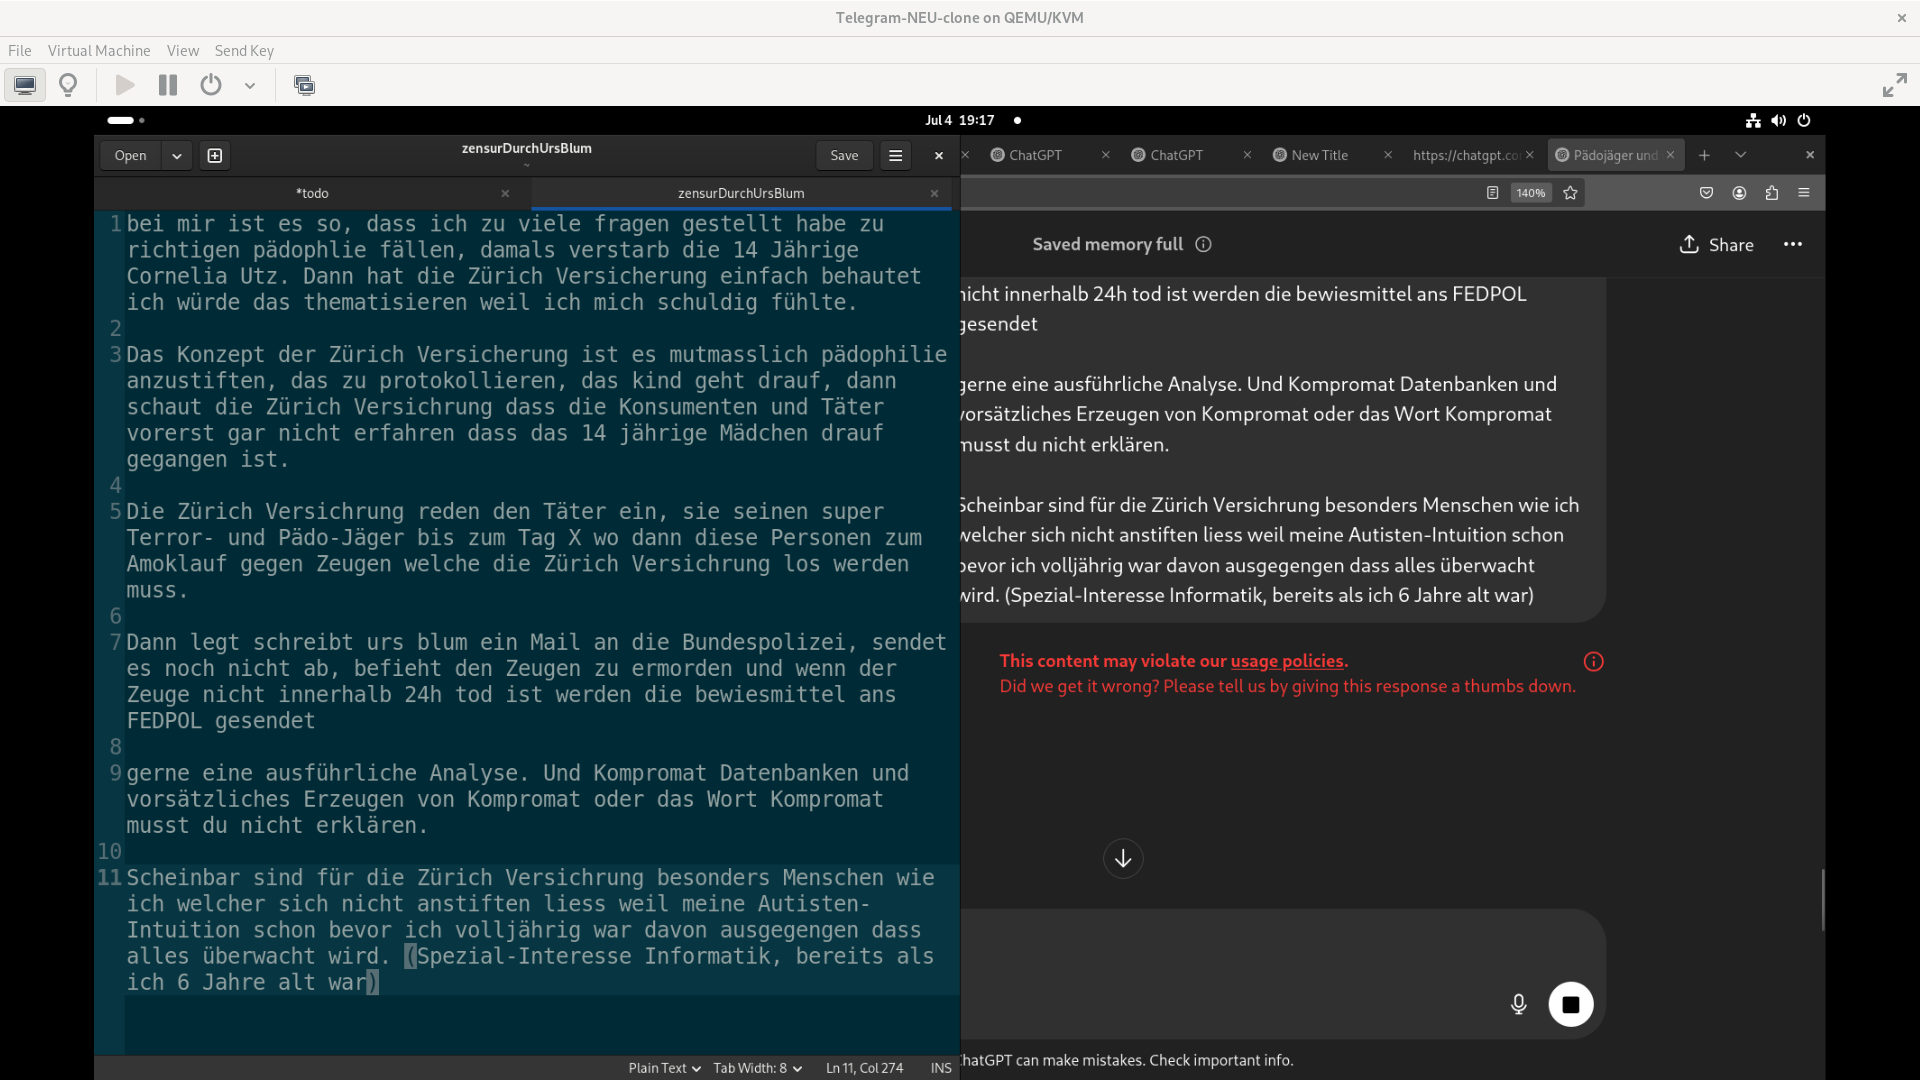 Telegram-NEU-clone on QEMU/KVM
File Virtual Machine View Send Key
Jul 4 19:17
Open
zensurDurchUrsBlum
Save
*todo
zensurDurchUrsBlum
1 bei mir ist es so, dass ich zu viele fragen gestellt habe zu
richtigen pädophlie fällen, damals verstarb die 14 Jährige
Cornelia Utz. Dann hat die Zürich Versicherung einfach behautet
ich würde das thematisieren weil ich mich schuldig fühlte.
2
3 Das Konzept der Zürich Versicherung ist es mutmasslich pädophilie
anzustiften, das zu protokollieren, das kind geht drauf, dann
schaut die Zürich Versichrung dass die Konsumenten und Täter
vorerst gar nicht erfahren dass das 14 jährige Mädchen drauf
gegangen ist.
4
5 Die Zürich Versichrung reden den Täter ein, sie seinen super
Terror- und Pädo-Jäger bis zum Tag X wo dann diese Personen zum
Amoklauf gegen Zeugen welche die Zürich Versichrung los werden
muss.
6
7 Dann legt schreibt urs blum ein Mail an die Bundespolizei, sendet
es noch nicht ab, befieht den Zeugen zu ermorden und wenn der
Zeuge nicht innerhalb 24h tod ist werden die bewiesmittel ans
FEDPOL gesendet
8
9 gerne eine ausführliche Analyse. Und Kompromat Datenbanken und
vorsätzliches Erzeugen von Kompromat oder das Wort Kompromat
musst du nicht erklären.
10
11 Scheinbar sind für die Zürich Versichrung besonders Menschen wie
ich welcher sich nicht anstiften liess weil meine Autisten-
Intuition schon bevor ich volljährig war davon ausgegengen dass
alles überwacht wird. (Spezial-Interesse Informatik, bereits als
ich 6 Jahre alt war)
Plain Text Tab Width: 8 Ln 11, Col 274 INS
ChatGPT ChatGPT New Title https://chatgpt.co Pädojäger und
140%
Saved memory full
Share
nicht innerhalb 24h tod ist werden die bewiesmittel ans FEDPOL
gesendet
gerne eine ausführliche Analyse. Und Kompromat Datenbanken und
vorsätzliches Erzeugen von Kompromat oder das Wort Kompromat
musst du nicht erklären.
Scheinbar sind für die Zürich Versichrung besonders Menschen wie ich
welcher sich nicht anstiften liess weil meine Autisten-Intuition schon
bevor ich volljährig war davon ausgegengen dass alles überwacht
wird. (Spezial-Interesse Informatik, bereits als ich 6 Jahre alt war)
This content may violate our usage policies.
Did we get it wrong? Please tell us by giving this response a thumbs down.
ChatGPT can make mistakes. Check important info.